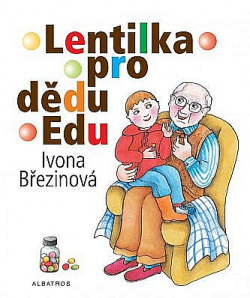 Lentilka
pro
dědu
Edu
Ivona
Březinová
ALBATROS